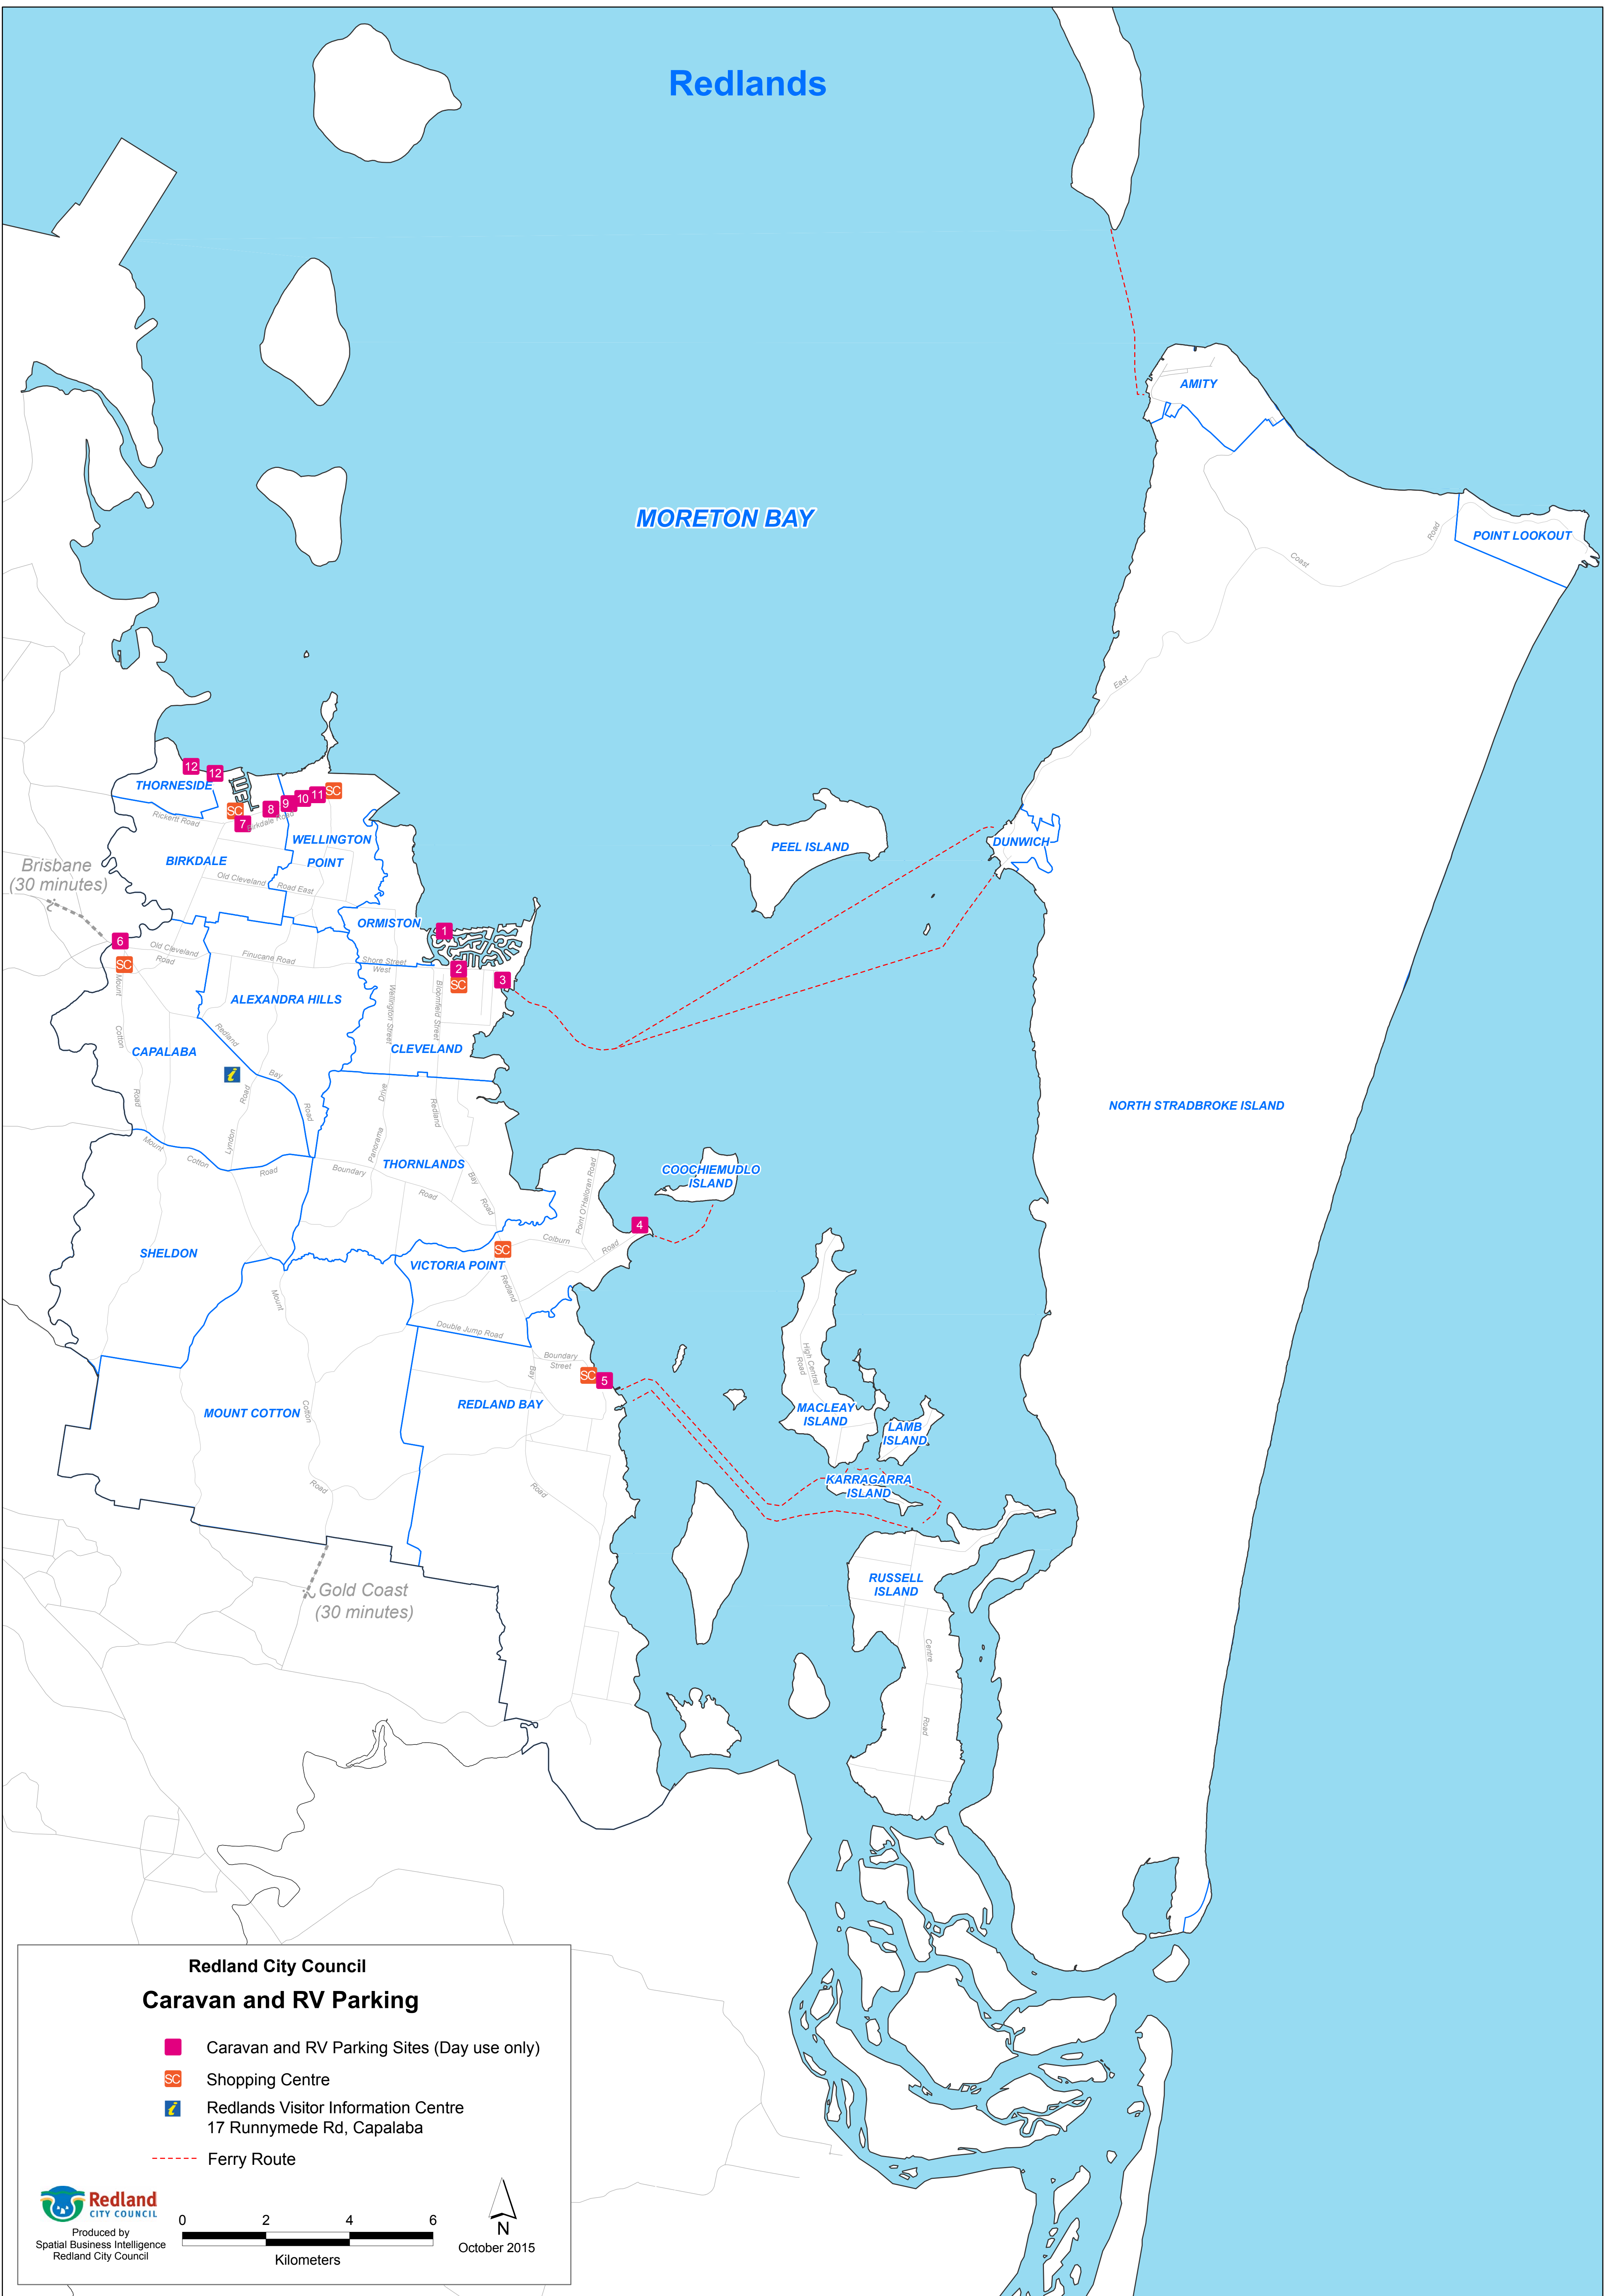 Redlands
MORETON BAY
AMITY
POINT LOOKOUT
Road
Coast
East
12
12
THORNESIDE
SC
SC
11
10
9
8
7
Rickertt Road
Birkdale Road
WELLINGTON
POINT
BIRKDALE
Brisbane
(30 minutes)
Old Cleveland
Road East
PEEL ISLAND
DUNWICH
ORMISTON
1
6
SC
Old Cleveland
Road
Finucane Road
Shore Street
West
2
SC
3
Mount
Cotton
Road
ALEXANDRA HILLS
Wellington Street
Bloomfield Street
Redland
Bay
Road
CAPALABA
CLEVELAND
i
Road
Lyndon
Drive
Panorama
Redland
Bay
Road
NORTH STRADBROKE ISLAND
Mount
Cotton
Road
Boundary
Road
THORNLANDS
Point O'Halloran Road
COOCHIEMUDLO
ISLAND
4
SC
Colburn
Road
SHELDON
VICTORIA POINT
Redland
Bay
Road
Mount
Cotton
Road
Double Jump Road
Boundary
Street
SC
5
High Central
Road
MOUNT COTTON
REDLAND BAY
MACLEAY
ISLAND
LAMB
ISLAND
KARRAGARRA
ISLAND
Gold Coast
(30 minutes)
RUSSELL
ISLAND
Centre
Road
Redland City Council
Caravan and RV Parking
Caravan and RV Parking Sites (Day use only)
SC
Shopping Centre
i
Redlands Visitor Information Centre
17 Runnymede Rd, Capalaba
Ferry Route
Redland
CITY COUNCIL
Produced by
Spatial Business Intelligence
Redland City Council
0 2 4 6
Kilometers
N
October 2015